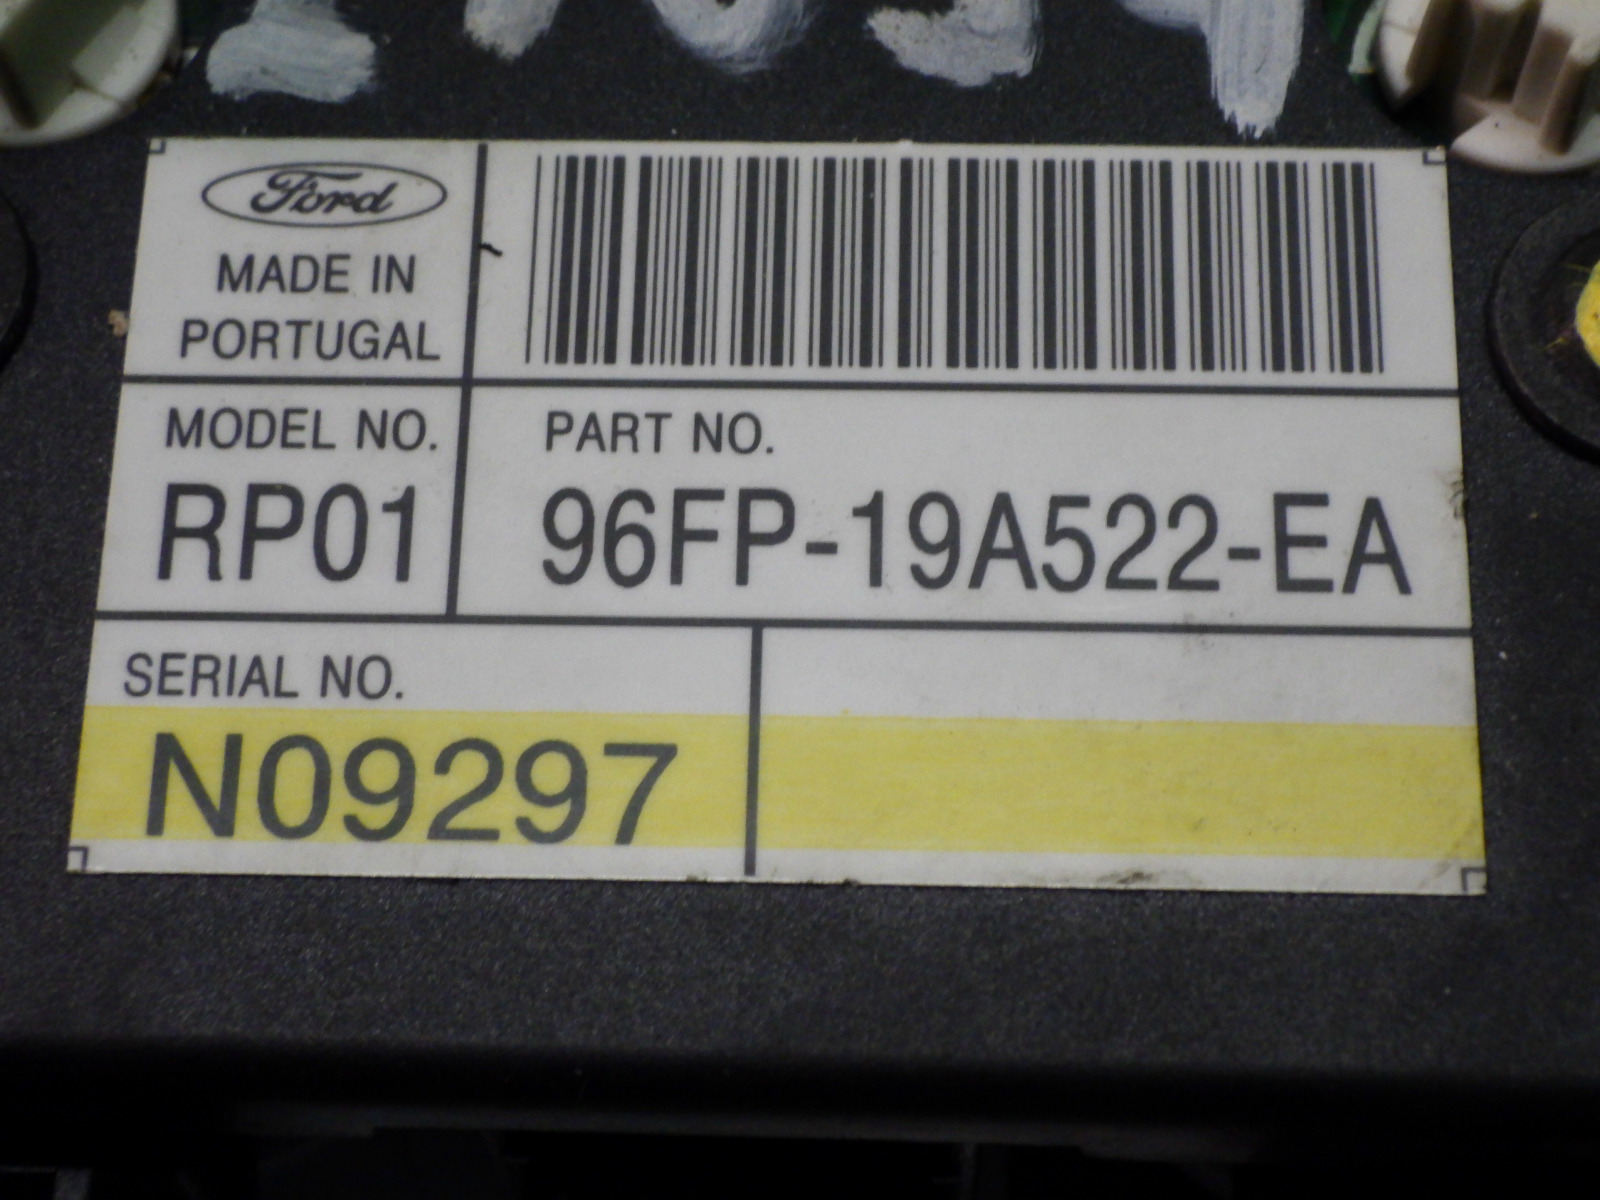 Ford
MADE IN
PORTUGAL
MODEL NO.
RP01
PART NO.
96FP-19A522-EA
SERIAL NO.
N09297